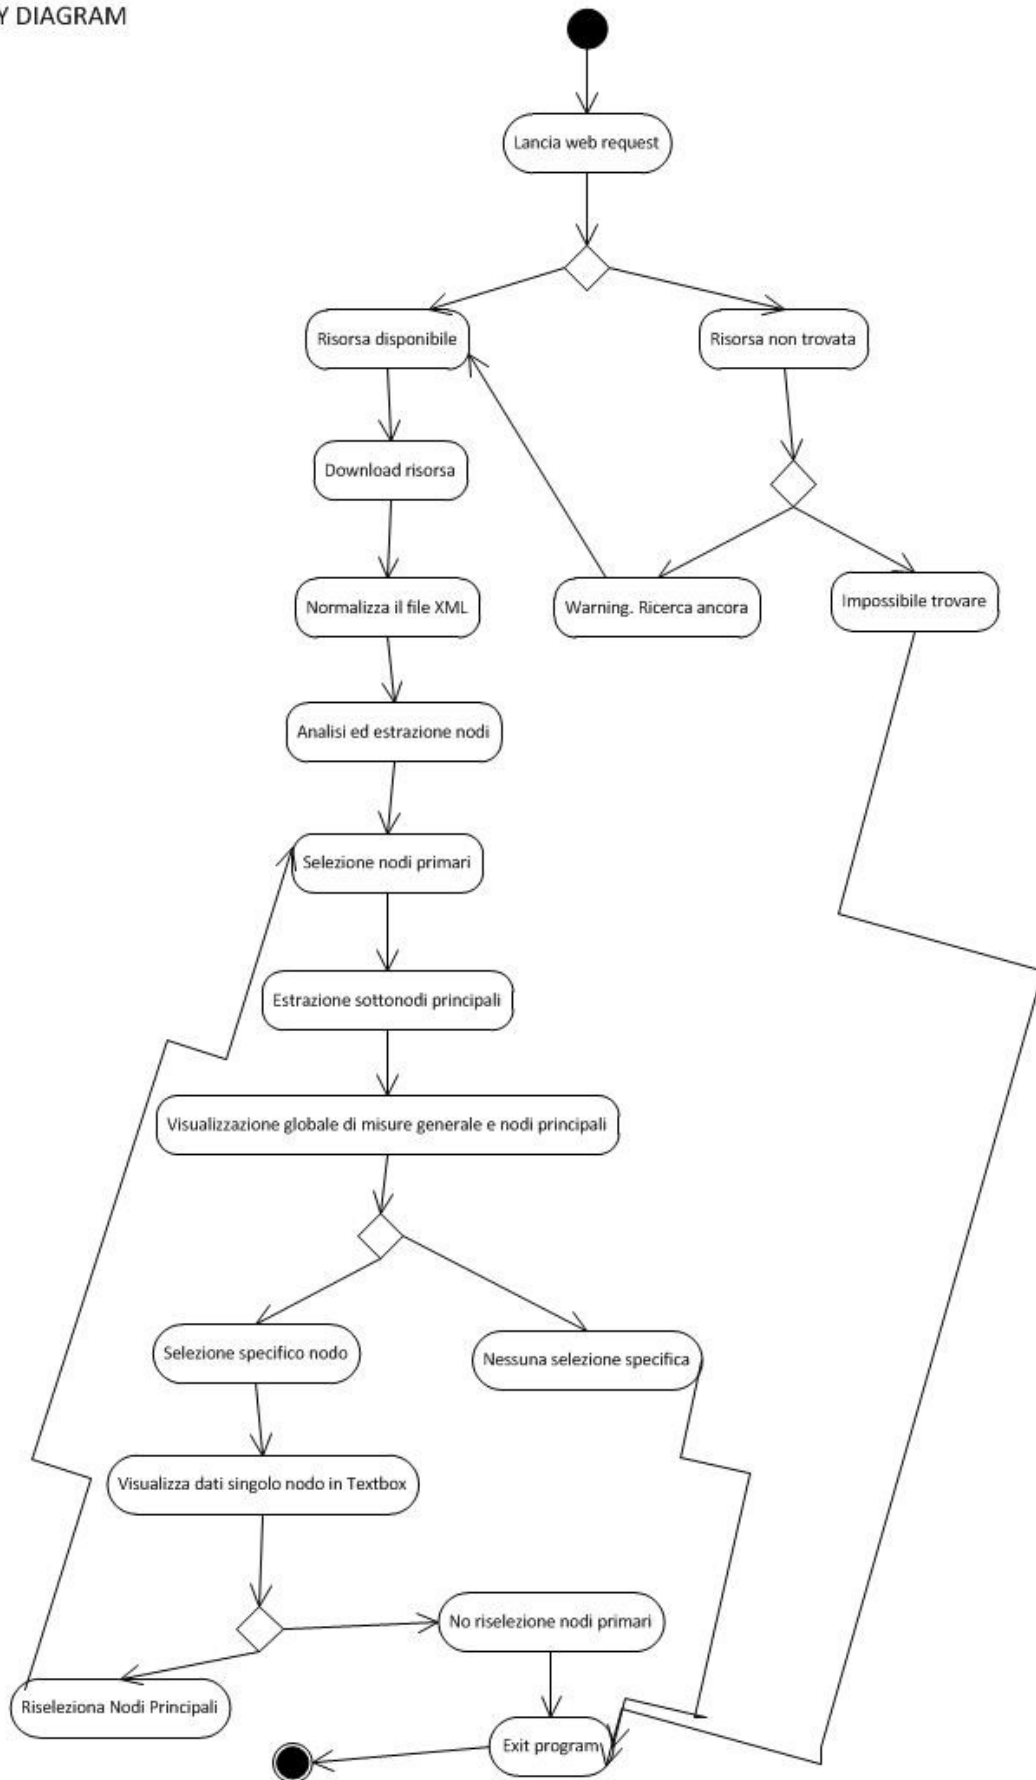 Y DIAGRAM
Lancia web request
Risorsa disponibile
Risorsa non trovata
Download risorsa
Normalizza il file XML
Warning. Ricerca ancora
Impossibile trovare
Analisi ed estrazione nodi
Selezione nodi primari
Estrazione sottonodi principali
Visualizzazione globale di misure generale e nodi principali
Selezione specifico nodo
Nessuna selezione specifica
Visualizza dati singolo nodo in Textbox
No riselezione nodi primari
Riseleziona Nodi Principali
Exit program